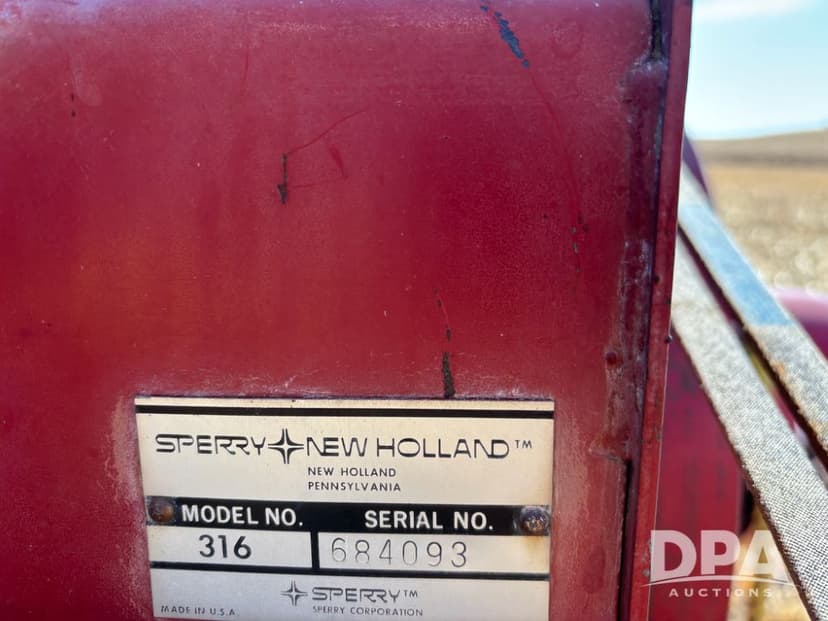 SPERRY NEW HOLLAND™
NEW HOLLAND
PENNSYLVANIA
MODEL NO. SERIAL NO.
316 684093
SPERRY™
MADE IN U.S.A. SPERRY CORPORATION
DPA
AUCTIONS